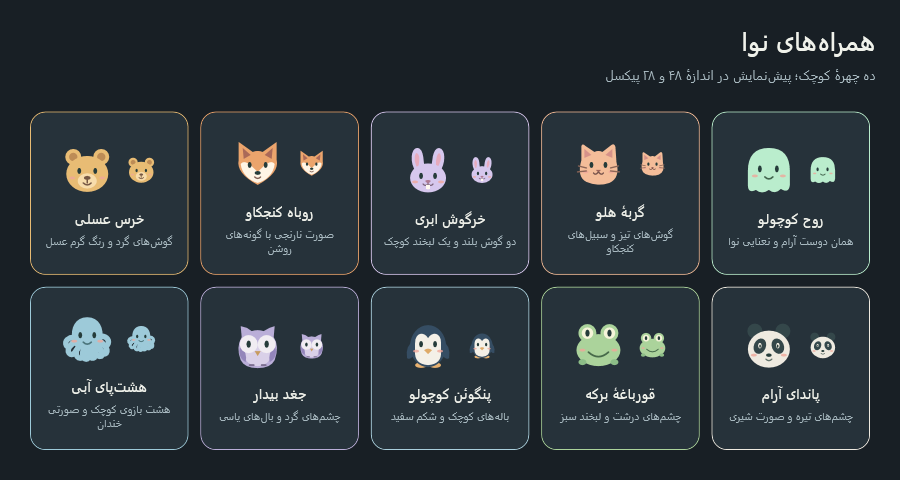 همراه‌های نوا
ده چهرهٔ کوچک؛ پیش‌نمایش در اندازهٔ ۴۸ و ۲۸ پیکسل
روح کوچولو
همان دوست آرام و نعنایی نوا
گربهٔ هلو
گوش‌های تیز و سبیل‌های
کنجکاو
خرگوش ابری
دو گوش بلند و یک لبخند کوچک
روباه کنجکاو
صورت نارنجی با گونه‌های
روشن
خرس عسلی
گوش‌های گرد و رنگ گرم عسل
پاندای آرام
چشم‌های تیره و صورت شیری
قورباغهٔ برکه
چشم‌های درشت و لبخند سبز
پنگوئن کوچولو
باله‌های کوچک و شکم سفید
جغد بیدار
چشم‌های گرد و بال‌های یاسی
هشت‌پای آبی
هشت بازوی کوچک و صورتی
خندان